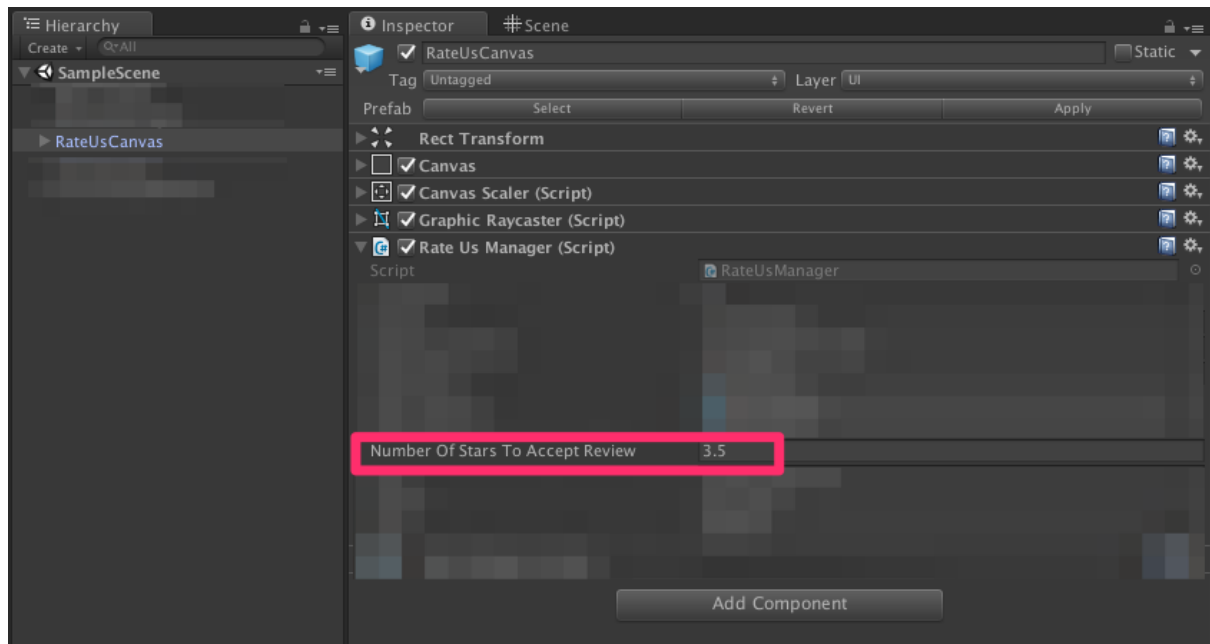 Hierarchy
Create
All
SampleScene
RateUsCanvas
Inspector
Scene
RateUsCanvas
Static
Tag Untagged
Layer UI
Prefab Select Revert Apply
Rect Transform
Canvas
Canvas Scaler (Script)
Graphic Raycaster (Script)
Rate Us Manager (Script)
Script RateUsManager
Number Of Stars To Accept Review 3.5
Add Component